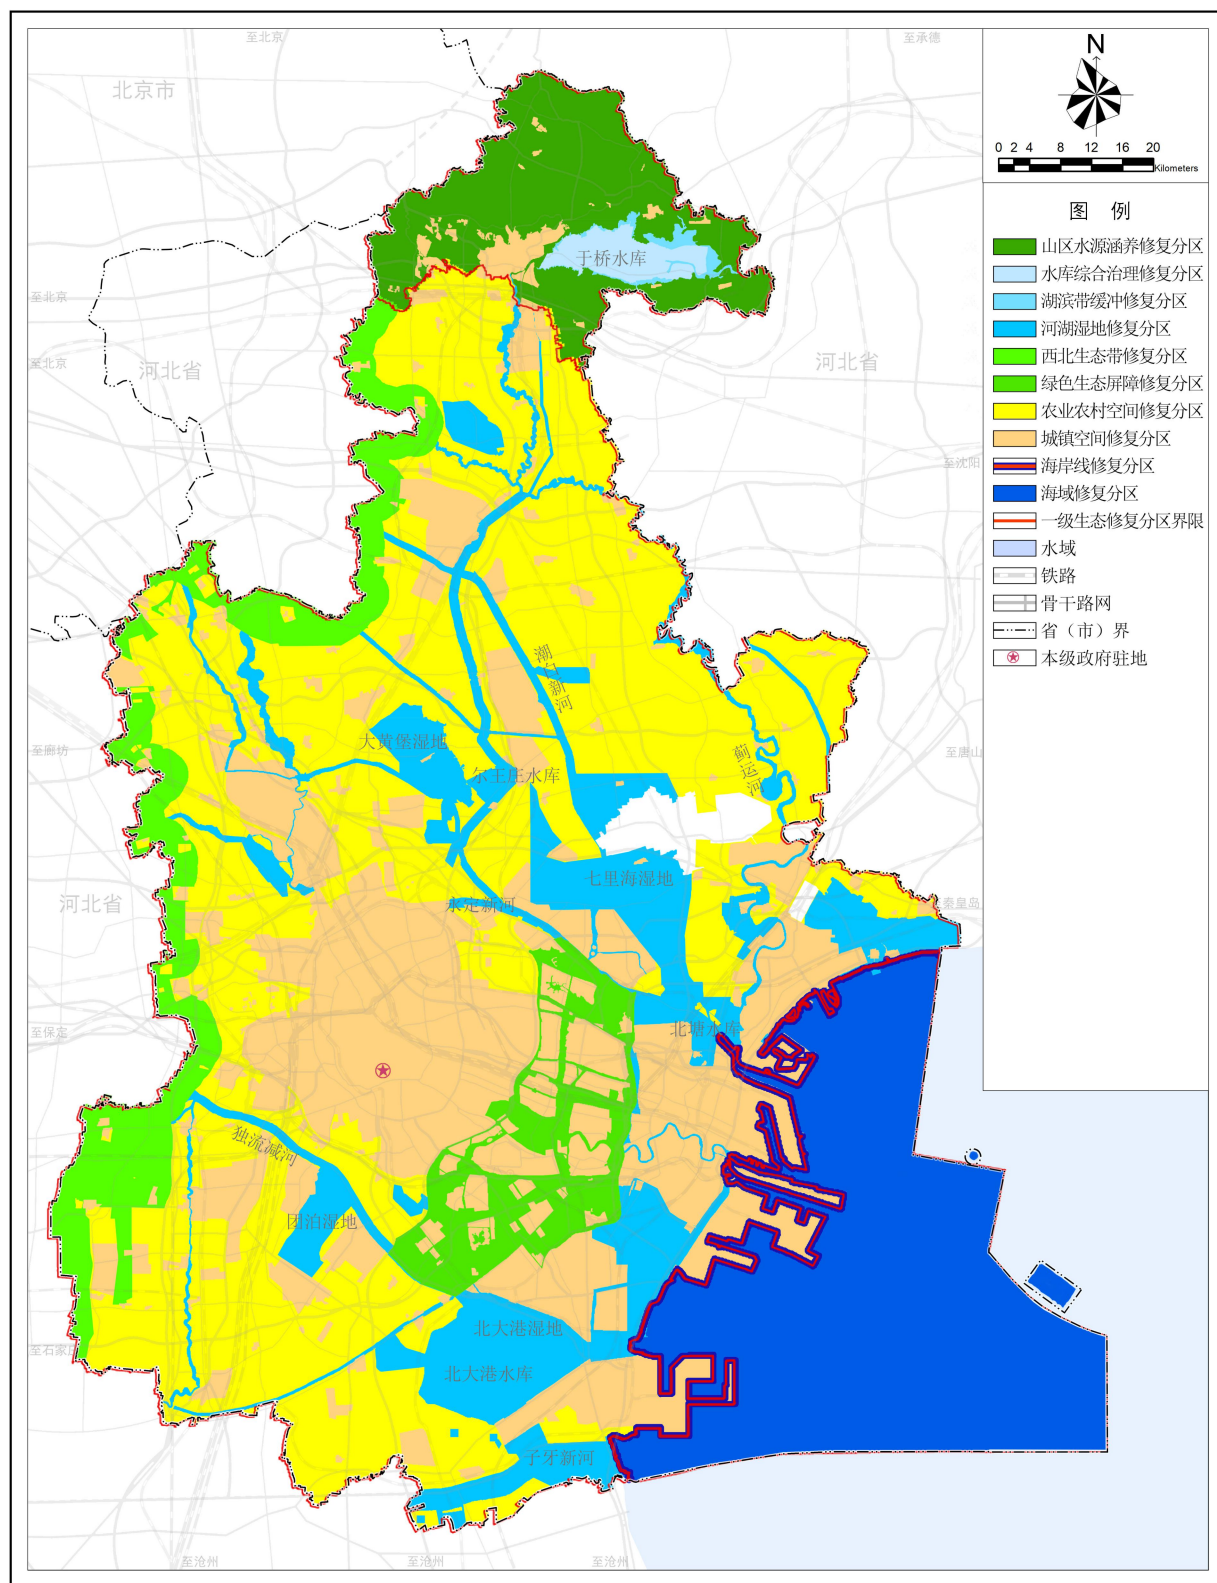 至北京
至承德
北京市
N
0 2 4 8 12 16 20
Kilometers
图 例
山区水源涵养修复分区
水库综合治理修复分区
湖滨带缓冲修复分区
河湖湿地修复分区
西北生态带修复分区
绿色生态屏障修复分区
农业农村空间修复分区
城镇空间修复分区
海岸线修复分区
海域修复分区
一级生态修复分区界限
水域
铁路
骨干路网
省（市）界
本级政府驻地
于桥水库
至北京
至北京
河北省
河北省
至沈阳
潮白新河
大黄堡湿地
至廊坊
至唐山
尔王庄水库
蓟运河
七里海湿地
河北省
永定新河
秦皇岛
至保定
北塘水库
独流减河
团泊湿地
北大港湿地
至石家庄
北大港水库
子牙新河
至沧州
至沧州
至沧州